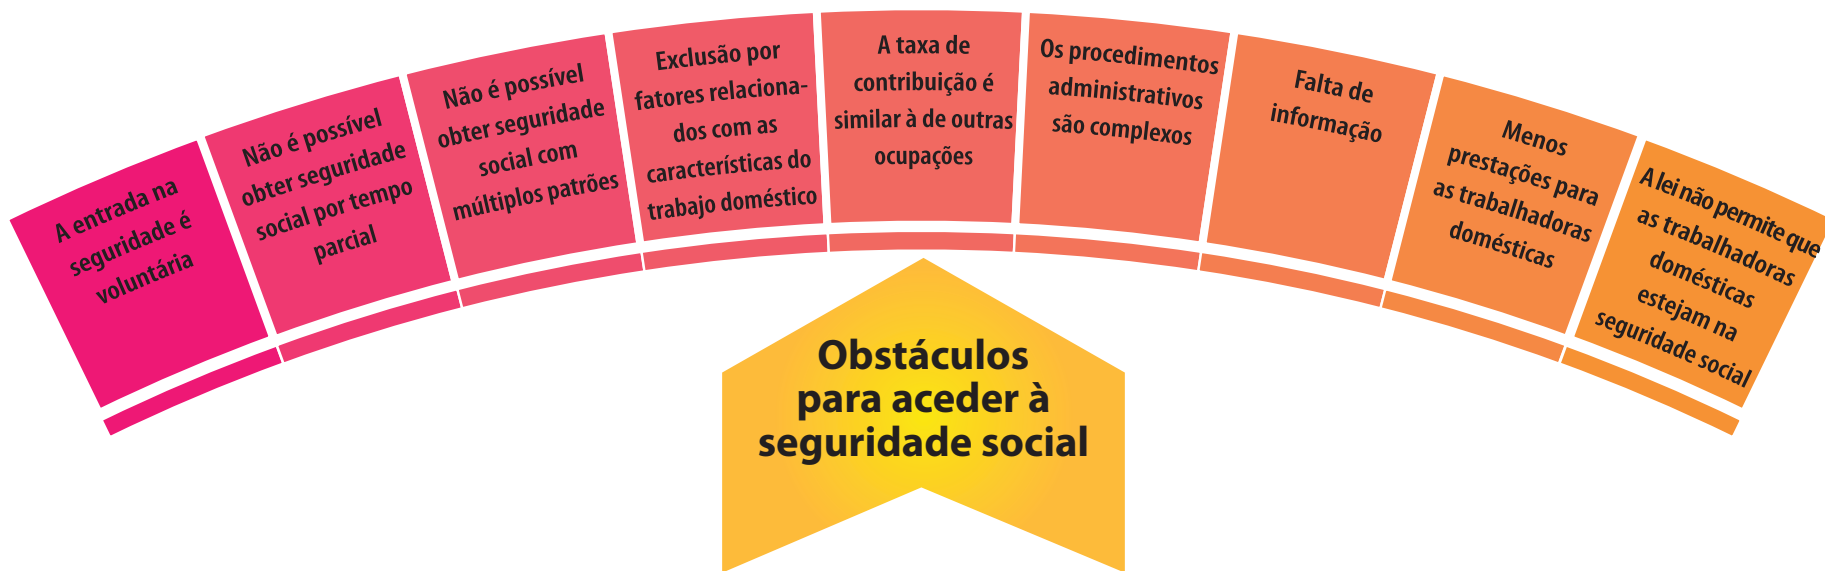 A entrada na
seguridade é
voluntária
Não é possível
obter seguridade
social por tempo
parcial
Não é possível
obter seguridade
social com
múltiplos patrões
Exclusão por
fatores relaciona-
dos com as
características do
trabajo doméstico
A taxa de
contribuição é
similar à de outras
ocupações
Os procedimentos
administrativos
são complexos
Falta de
informação
Menos
prestações para
as trabalhadoras
domésticas
A lei não permite que
as trabalhadoras
domésticas
estejam na
seguridade social
Obstáculos
para aceder à
seguridade social